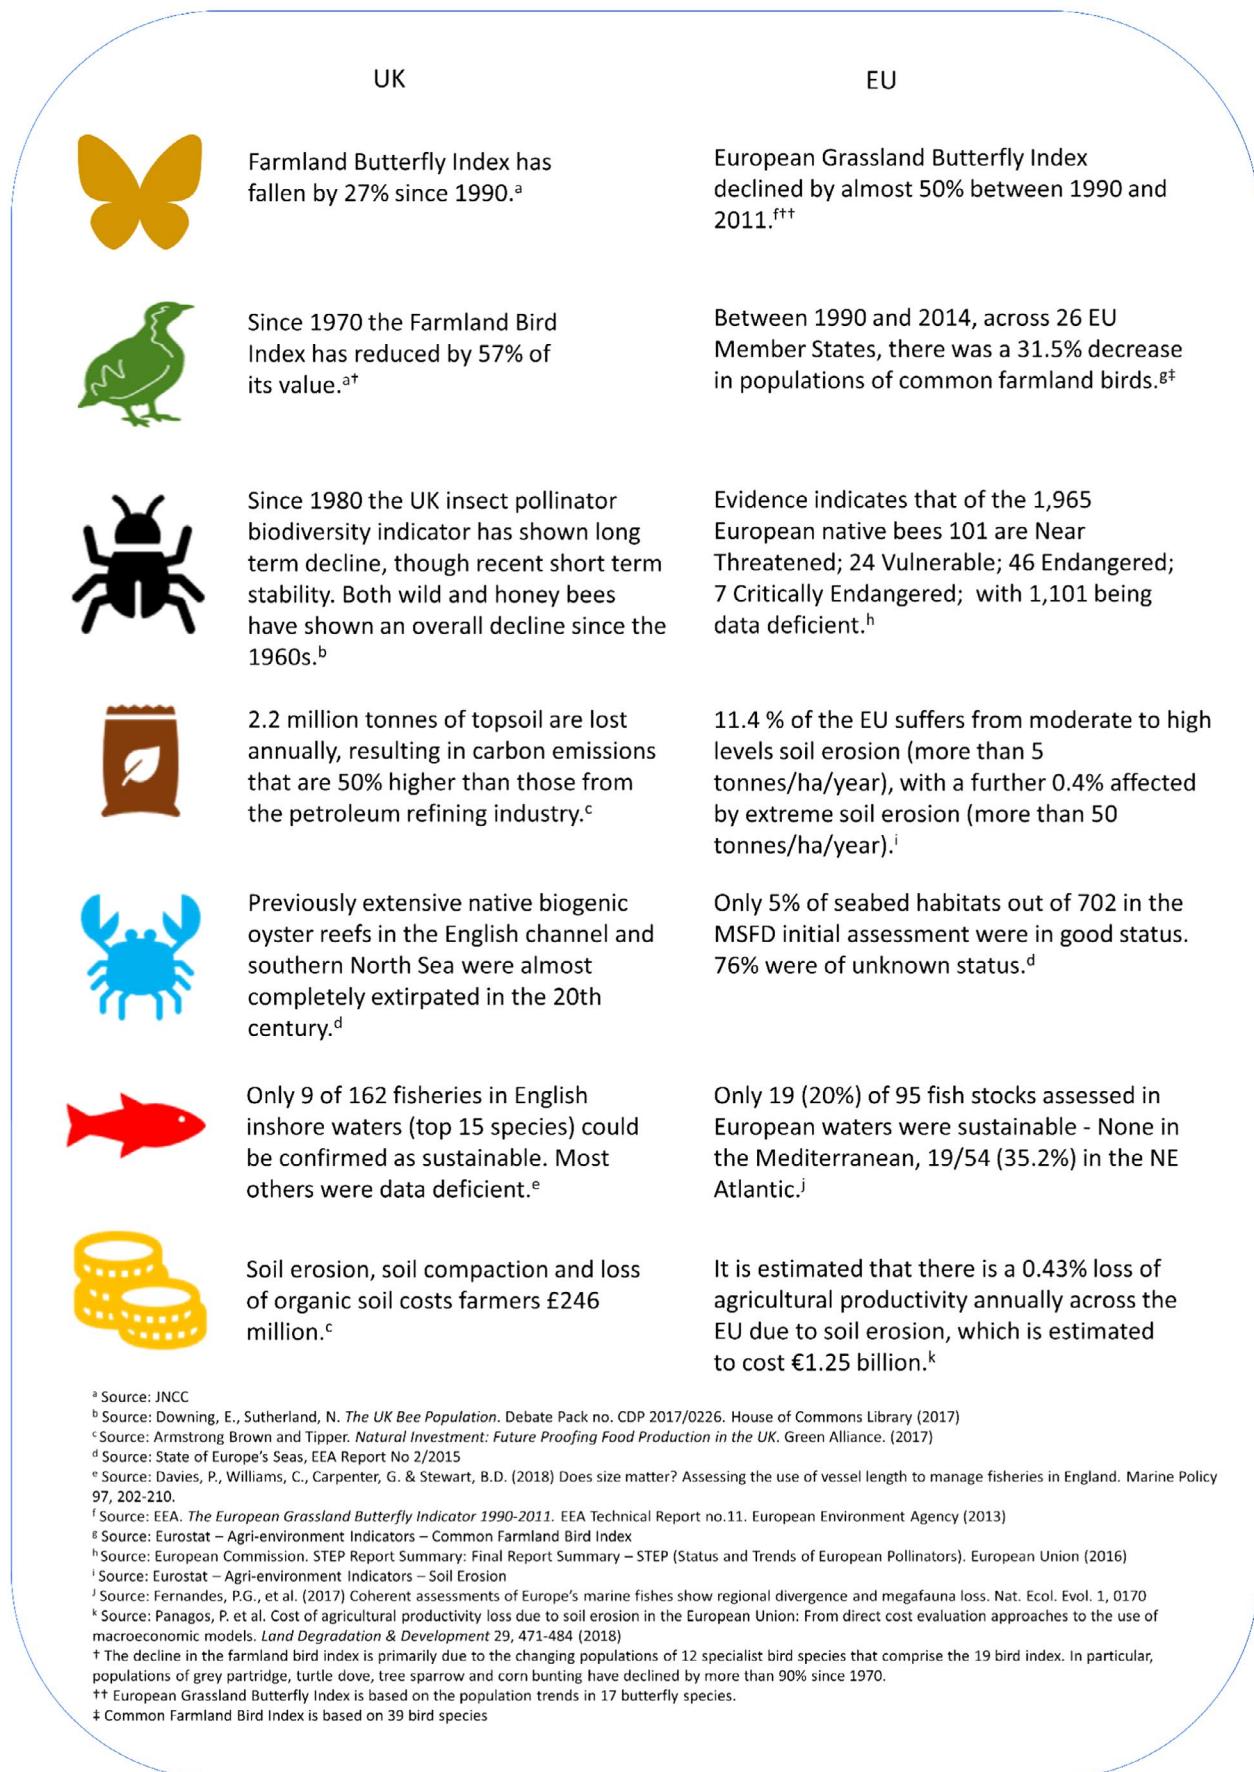 UK
EU
Farmland Butterfly Index has
fallen by 27% since 1990.ᵃ
European Grassland Butterfly Index
declined by almost 50% between 1990 and
2011.ᶠ††
Since 1970 the Farmland Bird
Index has reduced by 57% of
its value.ᵃ†
Between 1990 and 2014, across 26 EU
Member States, there was a 31.5% decrease
in populations of common farmland birds.ᵍ‡
Since 1980 the UK insect pollinator
biodiversity indicator has shown long
term decline, though recent short term
stability. Both wild and honey bees
have shown an overall decline since the
1960s.ᵇ
Evidence indicates that of the 1,965
European native bees 101 are Near
Threatened; 24 Vulnerable; 46 Endangered;
7 Critically Endangered; with 1,101 being
data deficient.ʰ
2.2 million tonnes of topsoil are lost
annually, resulting in carbon emissions
that are 50% higher than those from
the petroleum refining industry.ᶜ
11.4 % of the EU suffers from moderate to high
levels soil erosion (more than 5
tonnes/ha/year), with a further 0.4% affected
by extreme soil erosion (more than 50
tonnes/ha/year).ⁱ
Previously extensive native biogenic
oyster reefs in the English channel and
southern North Sea were almost
completely extirpated in the 20th
century.ᵈ
Only 5% of seabed habitats out of 702 in the
MSFD initial assessment were in good status.
76% were of unknown status.ᵈ
Only 9 of 162 fisheries in English
inshore waters (top 15 species) could
be confirmed as sustainable. Most
others were data deficient.ᵉ
Only 19 (20%) of 95 fish stocks assessed in
European waters were sustainable - None in
the Mediterranean, 19/54 (35.2%) in the NE
Atlantic.ʲ
Soil erosion, soil compaction and loss
of organic soil costs farmers £246
million.ᶜ
It is estimated that there is a 0.43% loss of
agricultural productivity annually across the
EU due to soil erosion, which is estimated
to cost €1.25 billion.ᵏ
ᵃ Source: JNCC
ᵇ Source: Downing, E., Sutherland, N. The UK Bee Population. Debate Pack no. CDP 2017/0226. House of Commons Library (2017)
ᶜ Source: Armstrong Brown and Tipper. Natural Investment: Future Proofing Food Production in the UK. Green Alliance. (2017)
ᵈ Source: State of Europe's Seas, EEA Report No 2/2015
ᵉ Source: Davies, P., Williams, C., Carpenter, G. & Stewart, B.D. (2018) Does size matter? Assessing the use of vessel length to manage fisheries in England. Marine Policy
97, 202-210.
ᶠ Source: EEA. The European Grassland Butterfly Indicator 1990-2011. EEA Technical Report no.11. European Environment Agency (2013)
ᵍ Source: Eurostat – Agri-environment Indicators – Common Farmland Bird Index
ʰ Source: European Commission. STEP Report Summary: Final Report Summary – STEP (Status and Trends of European Pollinators). European Union (2016)
ⁱ Source: Eurostat – Agri-environment Indicators – Soil Erosion
ʲ Source: Fernandes, P.G., et al. (2017) Coherent assessments of Europe's marine fishes show regional divergence and megafauna loss. Nat. Ecol. Evol. 1, 0170
ᵏ Source: Panagos, P. et al. Cost of agricultural productivity loss due to soil erosion in the European Union: From direct cost evaluation approaches to the use of
macroeconomic models. Land Degradation & Development 29, 471-484 (2018)
† The decline in the farmland bird index is primarily due to the changing populations of 12 specialist bird species that comprise the 19 bird index. In particular,
populations of grey partridge, turtle dove, tree sparrow and corn bunting have declined by more than 90% since 1970.
†† European Grassland Butterfly Index is based on the population trends in 17 butterfly species.
‡ Common Farmland Bird Index is based on 39 bird species